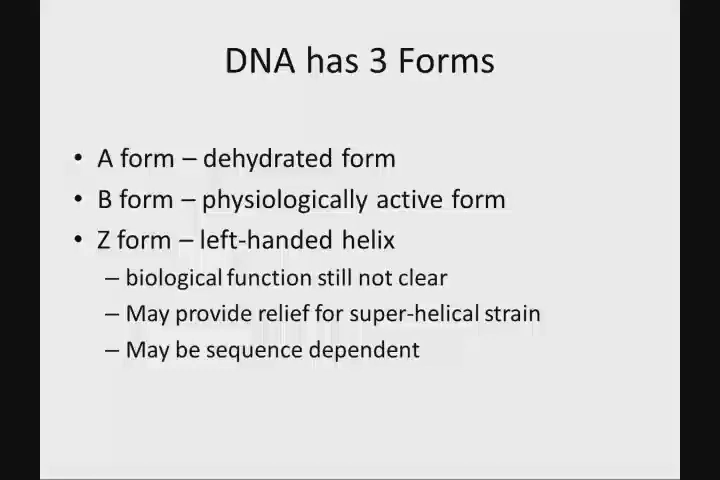 DNA has 3 Forms
• A form – dehydrated form
• B form – physiologically active form
• Z form – left-handed helix
– biological function still not clear
– May provide relief for super-helical strain
– May be sequence dependent